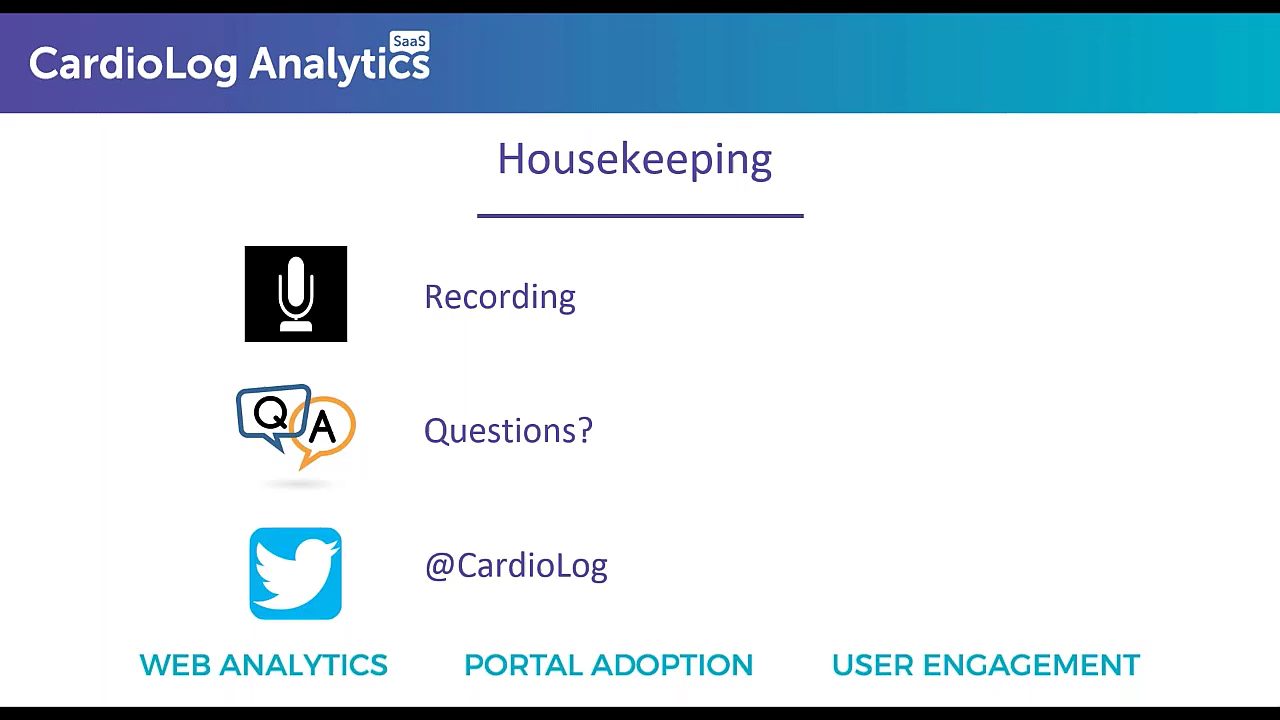 CardioLog Analytics SaaS
Housekeeping
Recording
Q A
Questions?
@CardioLog
WEB ANALYTICS PORTAL ADOPTION USER ENGAGEMENT